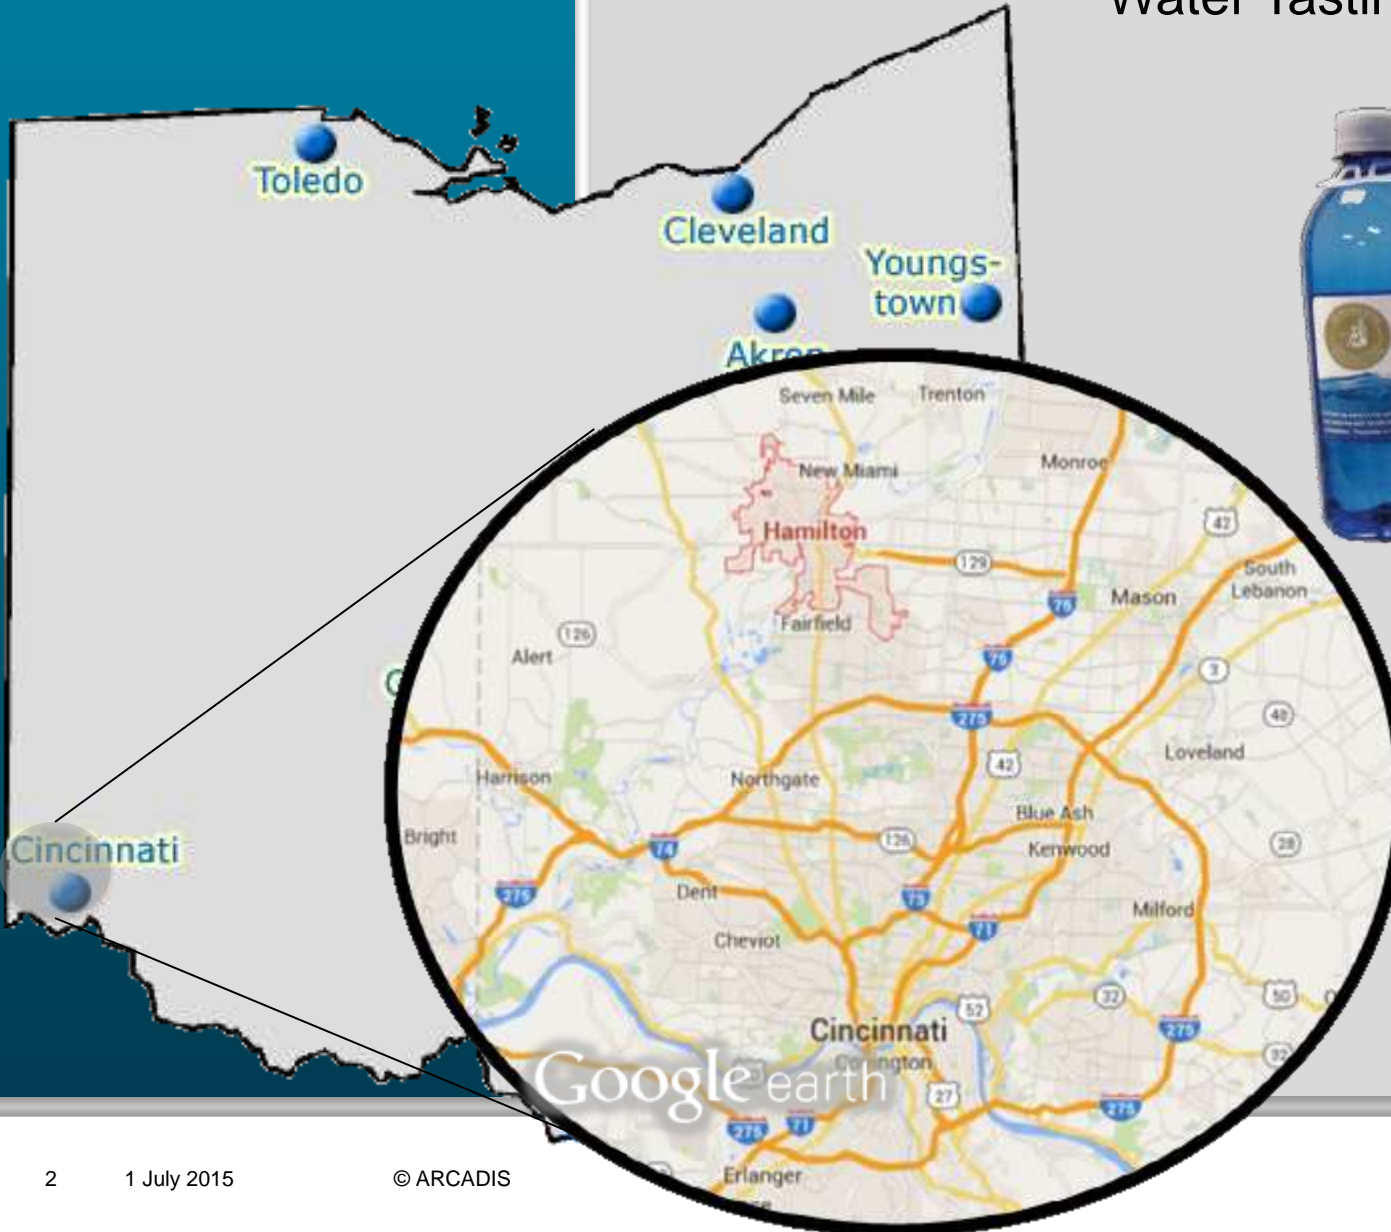 Water
Toledo
Cleveland
Youngs-
town
Akron
Seven Mile
Trenton
New Miami
Monroe
Hamilton
42
129
South
Lebanon
75
Mason
Fairfield
126
Alert
75
3
275
48
42
Loveland
Harrison
Northgate
Blue Ash
Bright
74
126
Kenwood
28
Cincinnati
275
Dent
75
Milford
71
Cheviot
32
50
52
Cincinnati
275
Covington
32
Google earth
27
275
275
71
Erlanger
2
1 July 2015
© ARCADIS